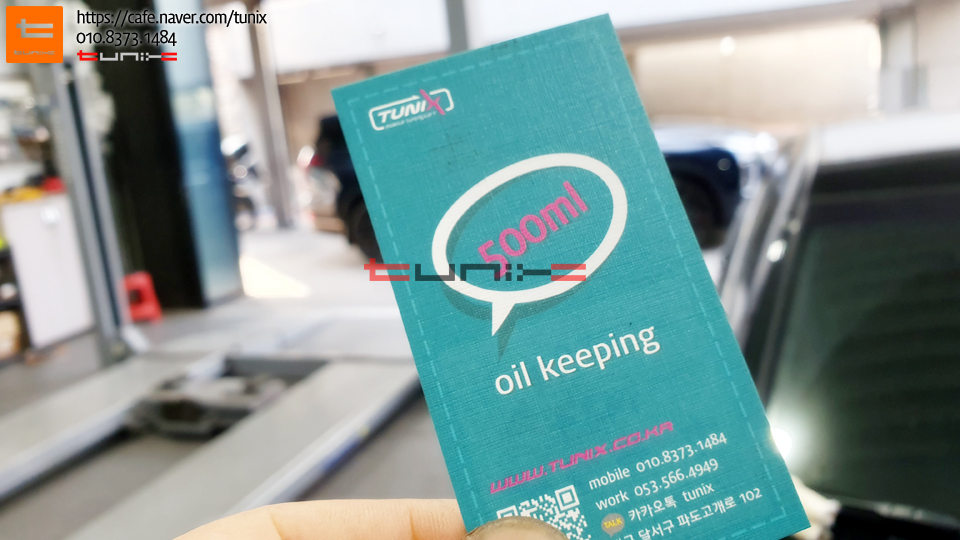 https://cafe.naver.com/tunix
010.8373.1484
tunix
TUNIX
500ml
tunix
oil keeping
WWW.TUNIX.CO.KR
mobile 010.8373.1484
work 053.566.4949
TALK 카카오톡 tunix
달서구 파도고개로 102